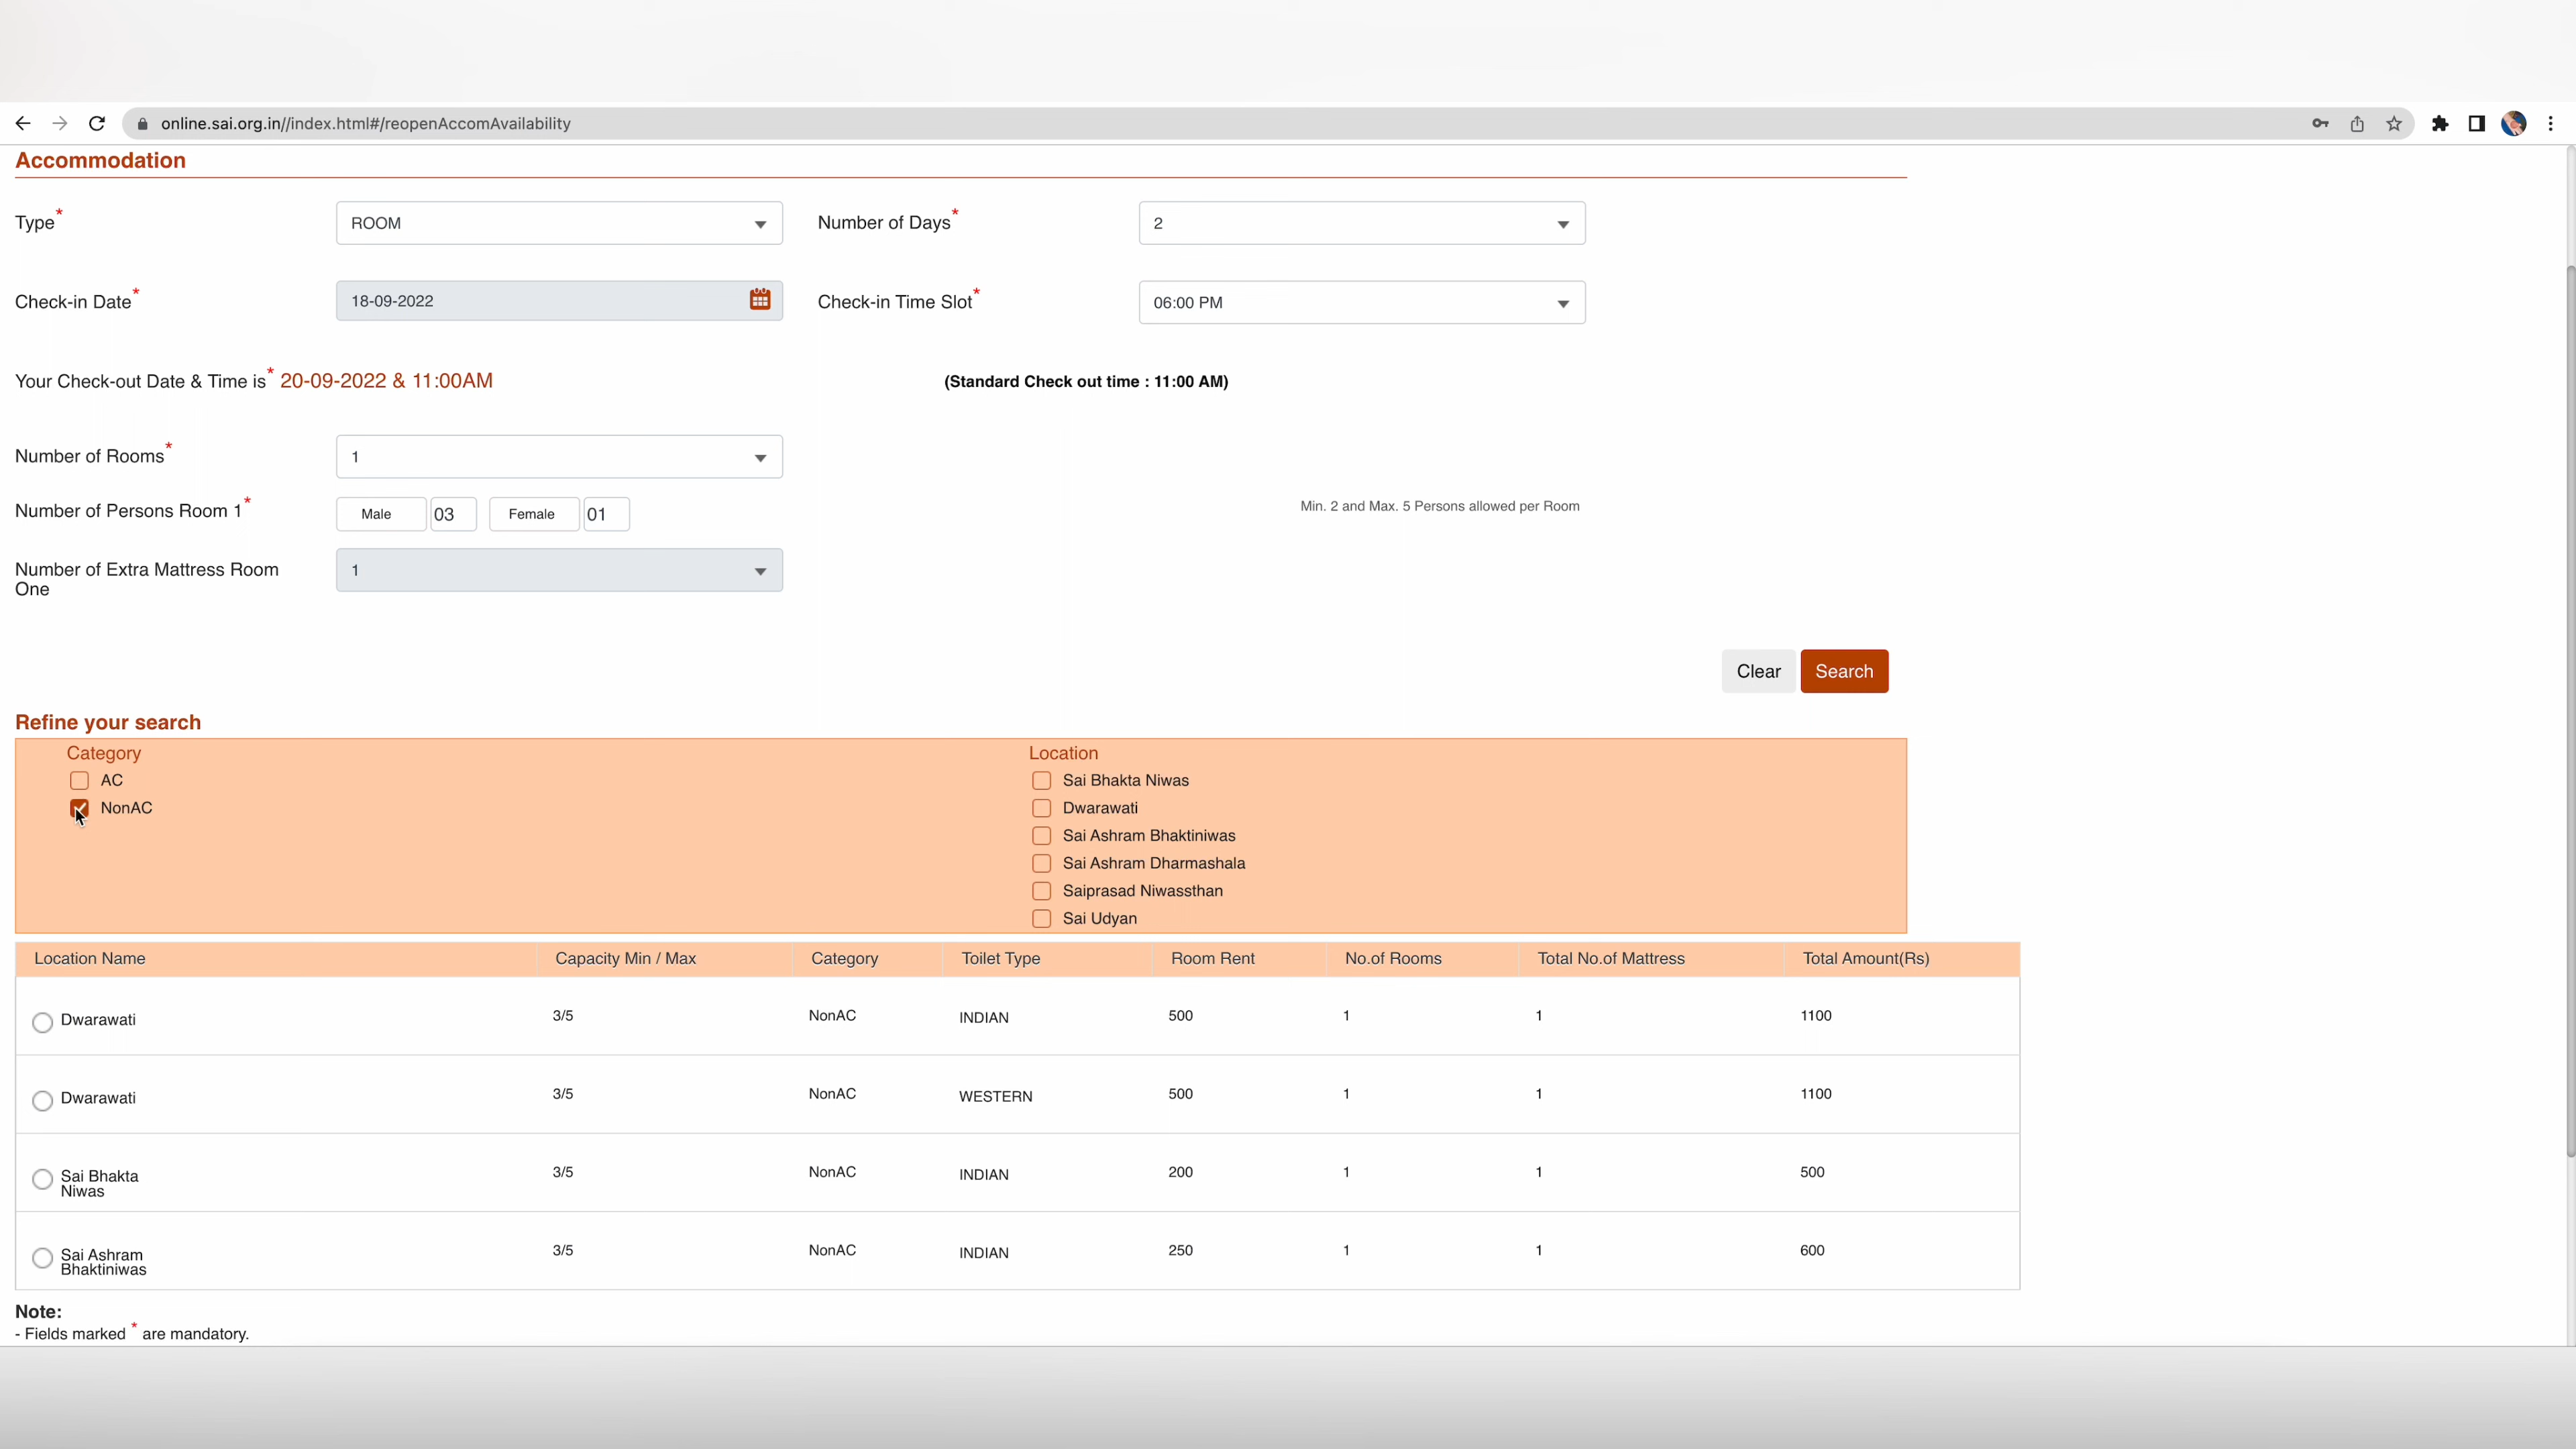 online.sai.org.in//index.html#/reopenAccomAvailability
Accommodation
Type* ROOM Number of Days* 2
Check-in Date* 18-09-2022 Check-in Time Slot* 06:00 PM
Your Check-out Date & Time is* 20-09-2022 & 11:00AM (Standard Check out time : 11:00 AM)
Number of Rooms* 1
Number of Persons Room 1* Male 03 Female 01 Min. 2 and Max. 5 Persons allowed per Room
Number of Extra Mattress Room
One
1
Clear Search
Refine your search
Category Location
AC Sai Bhakta Niwas
NonAC Dwarawati
Sai Ashram Bhaktiniwas
Sai Ashram Dharmashala
Saiprasad Niwassthan
Sai Udyan
Location Name Capacity Min / Max Category Toilet Type Room Rent No.of Rooms Total No.of Mattress Total Amount(Rs)
Dwarawati 3/5 NonAC INDIAN 500 1 1 1100
Dwarawati 3/5 NonAC WESTERN 500 1 1 1100
Sai Bhakta
Niwas
3/5 NonAC INDIAN 200 1 1 500
Sai Ashram
Bhaktiniwas
3/5 NonAC INDIAN 250 1 1 600
Note:
- Fields marked * are mandatory.